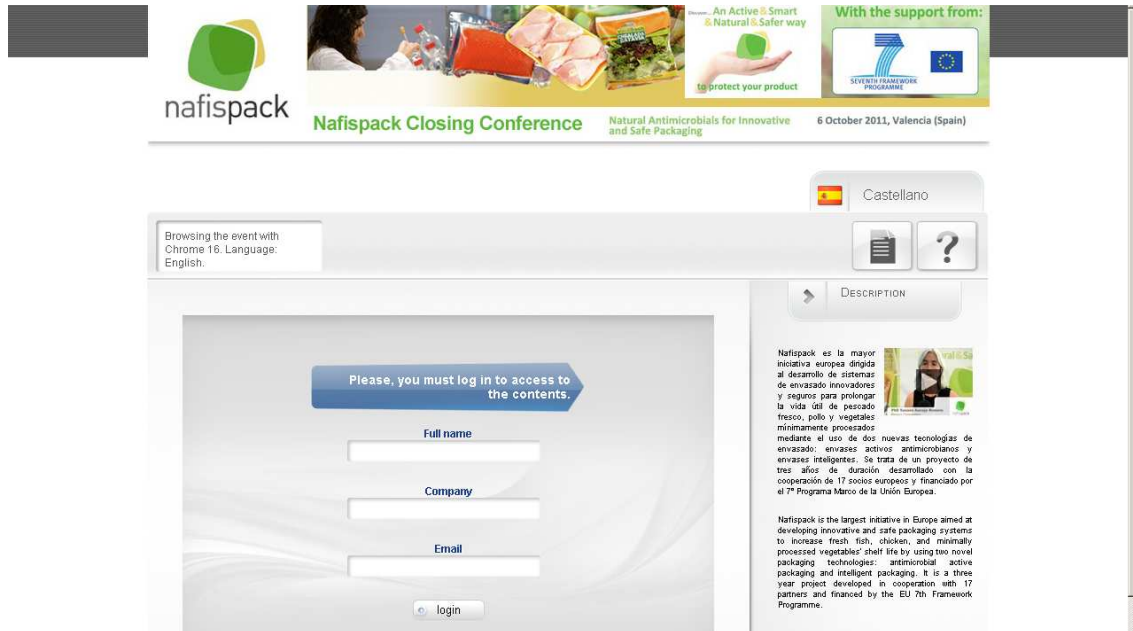 Discover... An Active & Smart
& Natural & Safer way
to protect your product
With the support from:
SEVENTH FRAMEWORK
PROGRAMME
nafispack
Nafispack Closing Conference
Natural Antimicrobials for Innovative
and Safe Packaging
6 October 2011, Valencia (Spain)
Castellano
Browsing the event with
Chrome 16. Language:
English.
?
DESCRIPTION
Please, you must log in to access to
the contents.
Full name
Company
Email
login
Nafispack es la mayor
iniciativa europea dirigida
al desarrollo de sistemas
de envasado innovadores
y seguros para prolongar
la vida útil de pescado
fresco, pollo y vegetales
mínimamente procesados
mediante el uso de dos nuevas tecnologías de
envasado: envases activos antimicrobianos y
envases inteligentes. Se trata de un proyecto de
tres años de duración desarrollado con la
cooperación de 17 socios europeos y financiado por
el 7º Programa Marco de la Unión Europea.
Nafispack is the largest initiative in Europe aimed at
developing innovative and safe packaging systems
to increase fresh fish, chicken, and minimally
processed vegetables' shelf life by using two novel
packaging technologies: antimicrobial active
packaging and intelligent packaging. It is a three
year project developed in cooperation with 17
partners and financed by the EU 7th Framework
Programme.